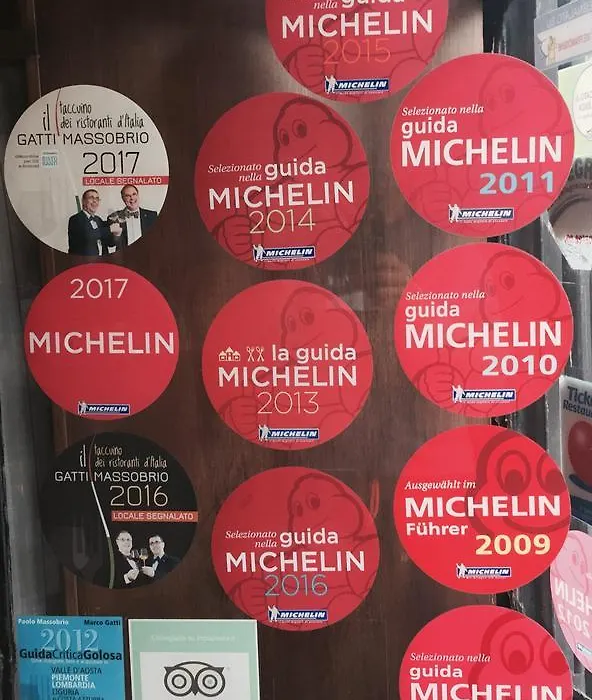 nella guida
MICHELIN
2015
MICHELIN
il taccuino
dei ristoranti d'Italia
GATTI MASSOBRIO
2017
LOCALE SEGNALATO
Selezionato
nella guida
MICHELIN
2014
MICHELIN
Selezionato nella
guida
MICHELIN
2011
MICHELIN
2017
MICHELIN
MICHELIN
la guida
MICHELIN
2013
MICHELIN
Selezionato nella
guida
MICHELIN
2010
MICHELIN
il taccuino
dei ristoranti d'Italia
GATTI MASSOBRIO
2016
LOCALE SEGNALATO
Selezionato
nella guida
MICHELIN
2016
MICHELIN
Ausgewählt im
MICHELIN
Führer
2009
MICHELIN
Paolo Massobrio Marco Gatti
2012
GuidaCriticaGolosa
VALLE D'AOSTA
PIEMONTE
LOMBARDIA
LIGURIA
Selezionato nella
guida
MICHELIN